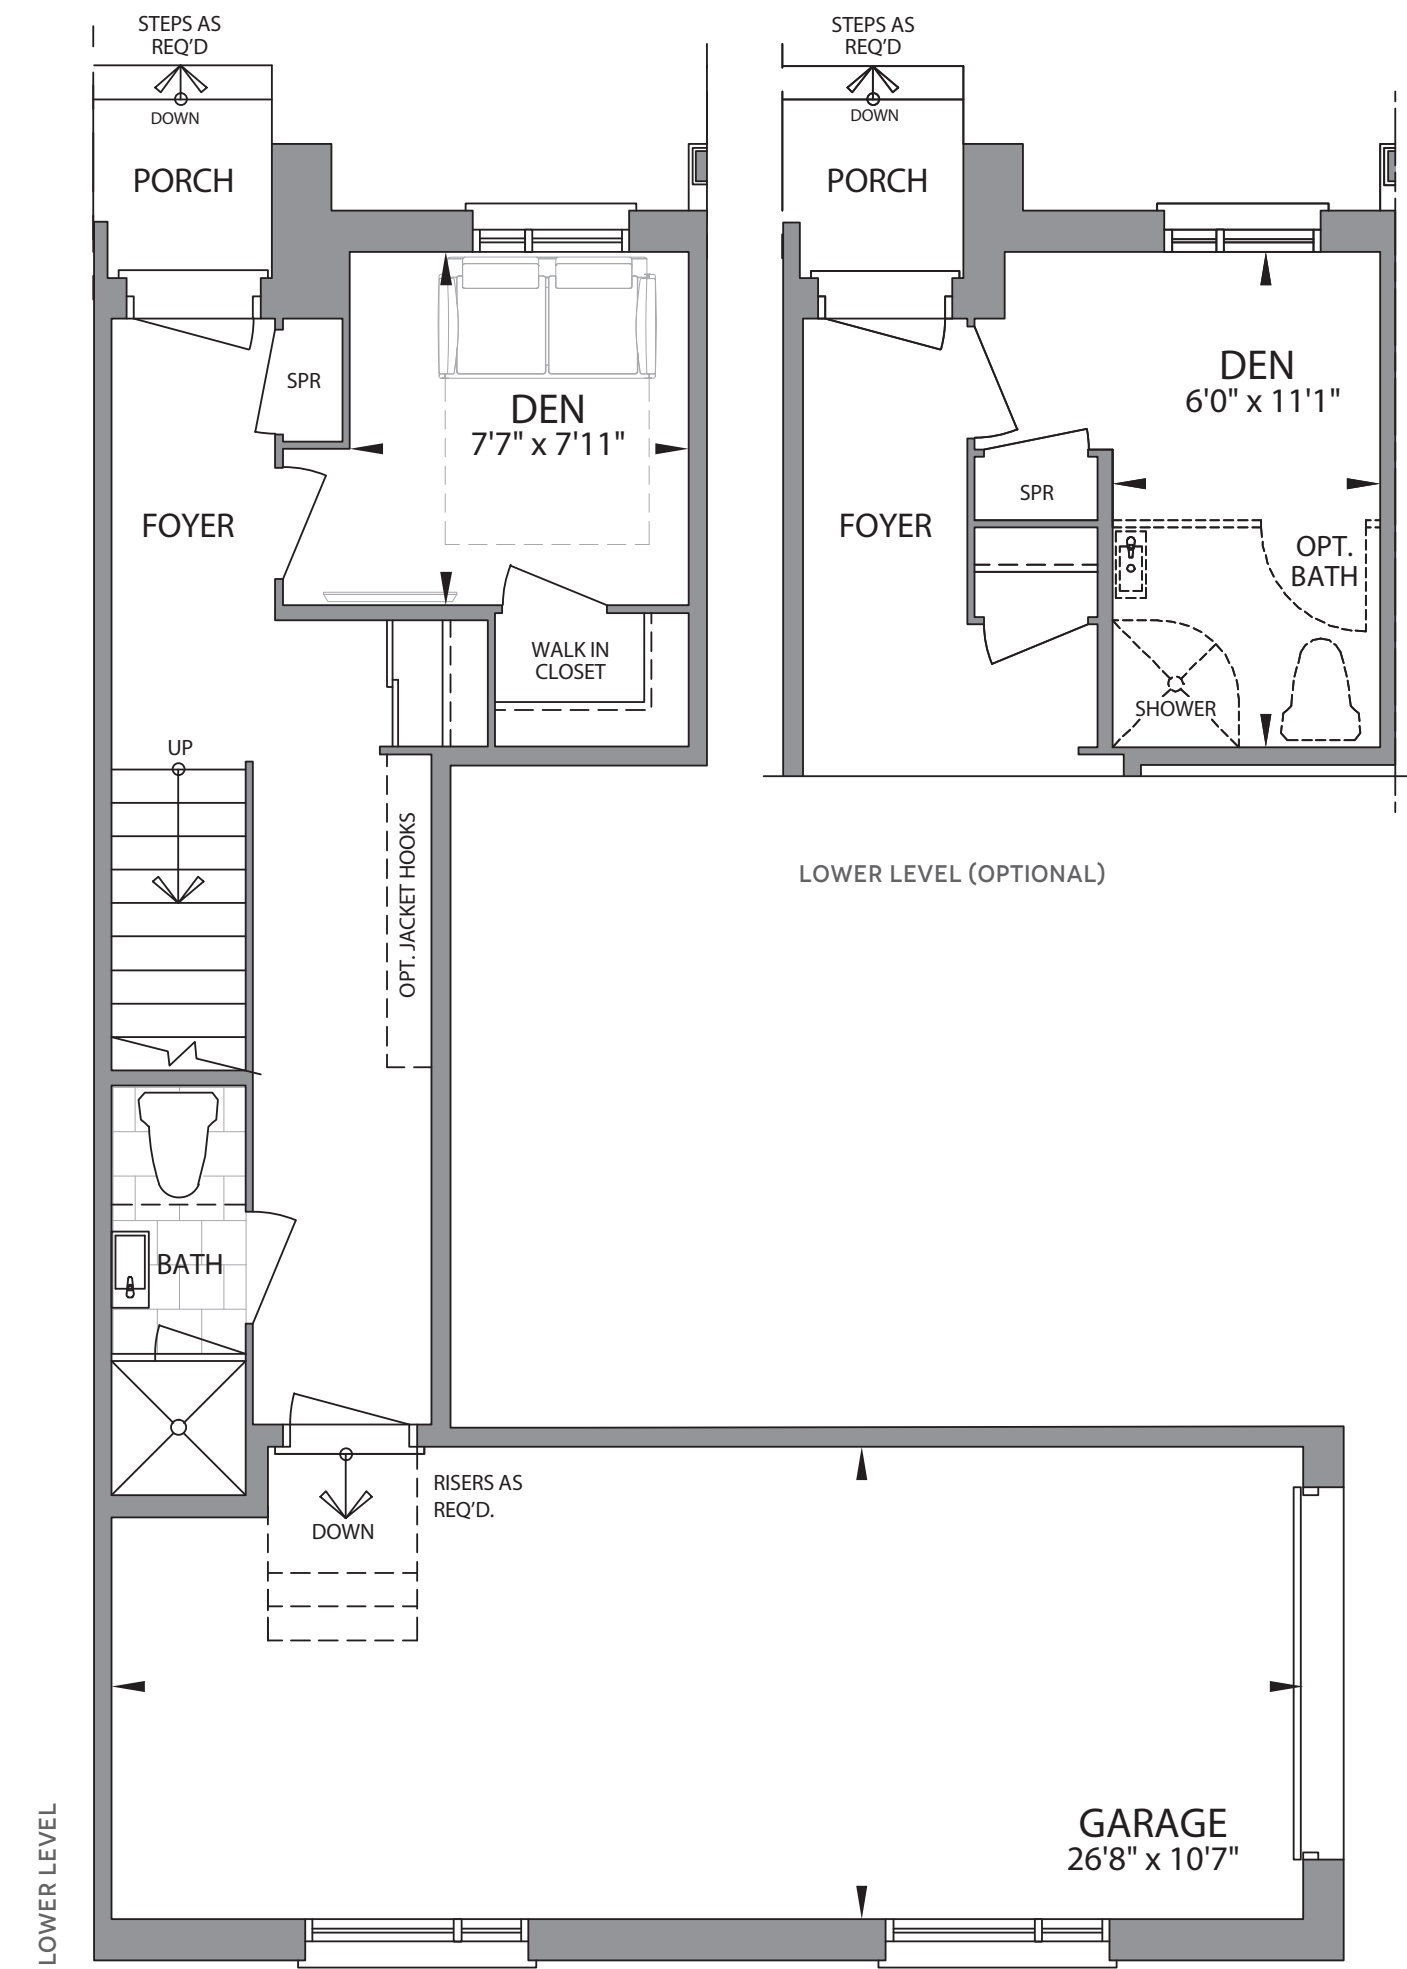 STEPS AS
REQ'D
DOWN
PORCH
SPR
DEN
7'7" x 7'11"
FOYER
WALK IN
CLOSET
UP
OPT. JACKET HOOKS
BATH
RISERS AS
REQ'D.
DOWN
GARAGE
26'8" x 10'7"
LOWER LEVEL
STEPS AS
REQ'D
DOWN
PORCH
DEN
6'0" x 11'1"
SPR
FOYER
OPT.
BATH
SHOWER
LOWER LEVEL (OPTIONAL)